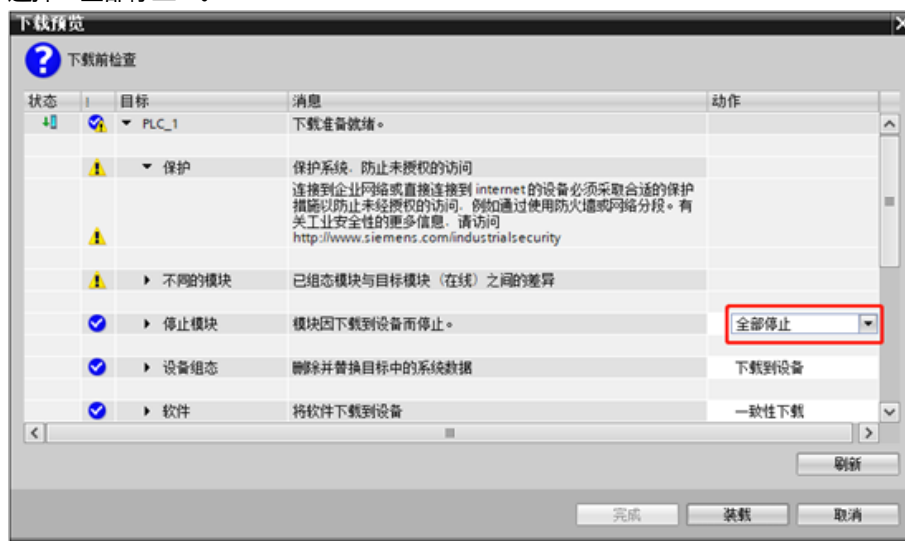 下载预览
下载前检查
状态 ! 目标 消息 动作
PLC_1 下载准备就绪。
保护 保护系统，防止未授权的访问
连接到企业网络或直接连接到 internet 的设备必须采取合适的保护
措施以防止未经授权的访问，例如通过使用防火墙或网络分段。有
关工业安全性的更多信息，请访问
http://www.siemens.com/industrialsecurity
不同的模块 已组态模块与目标模块（在线）之间的差异
停止模块 模块因下载到设备而停止。 全部停止
设备组态 删除并替换目标中的系统数据 下载到设备
软件 将软件下载到设备 一致性下载
刷新
完成 装载 取消